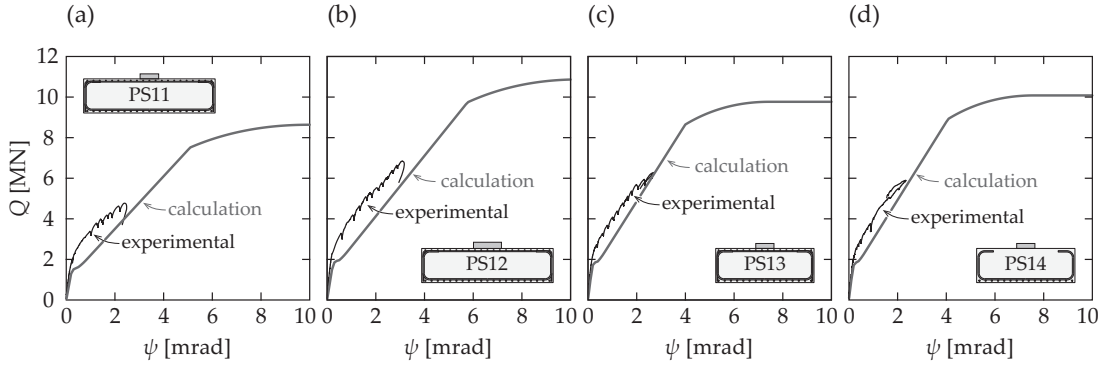 (a)
(b)
(c)
(d)
Q [MN]
12
10
8
6
4
2
0
PS11
calculation
experimental
0 2 4 6 8 10
ψ [mrad]
calculation
experimental
PS12
0 2 4 6 8 10
ψ [mrad]
calculation
experimental
PS13
0 2 4 6 8 10
ψ [mrad]
calculation
experimental
PS14
0 2 4 6 8 10
ψ [mrad]